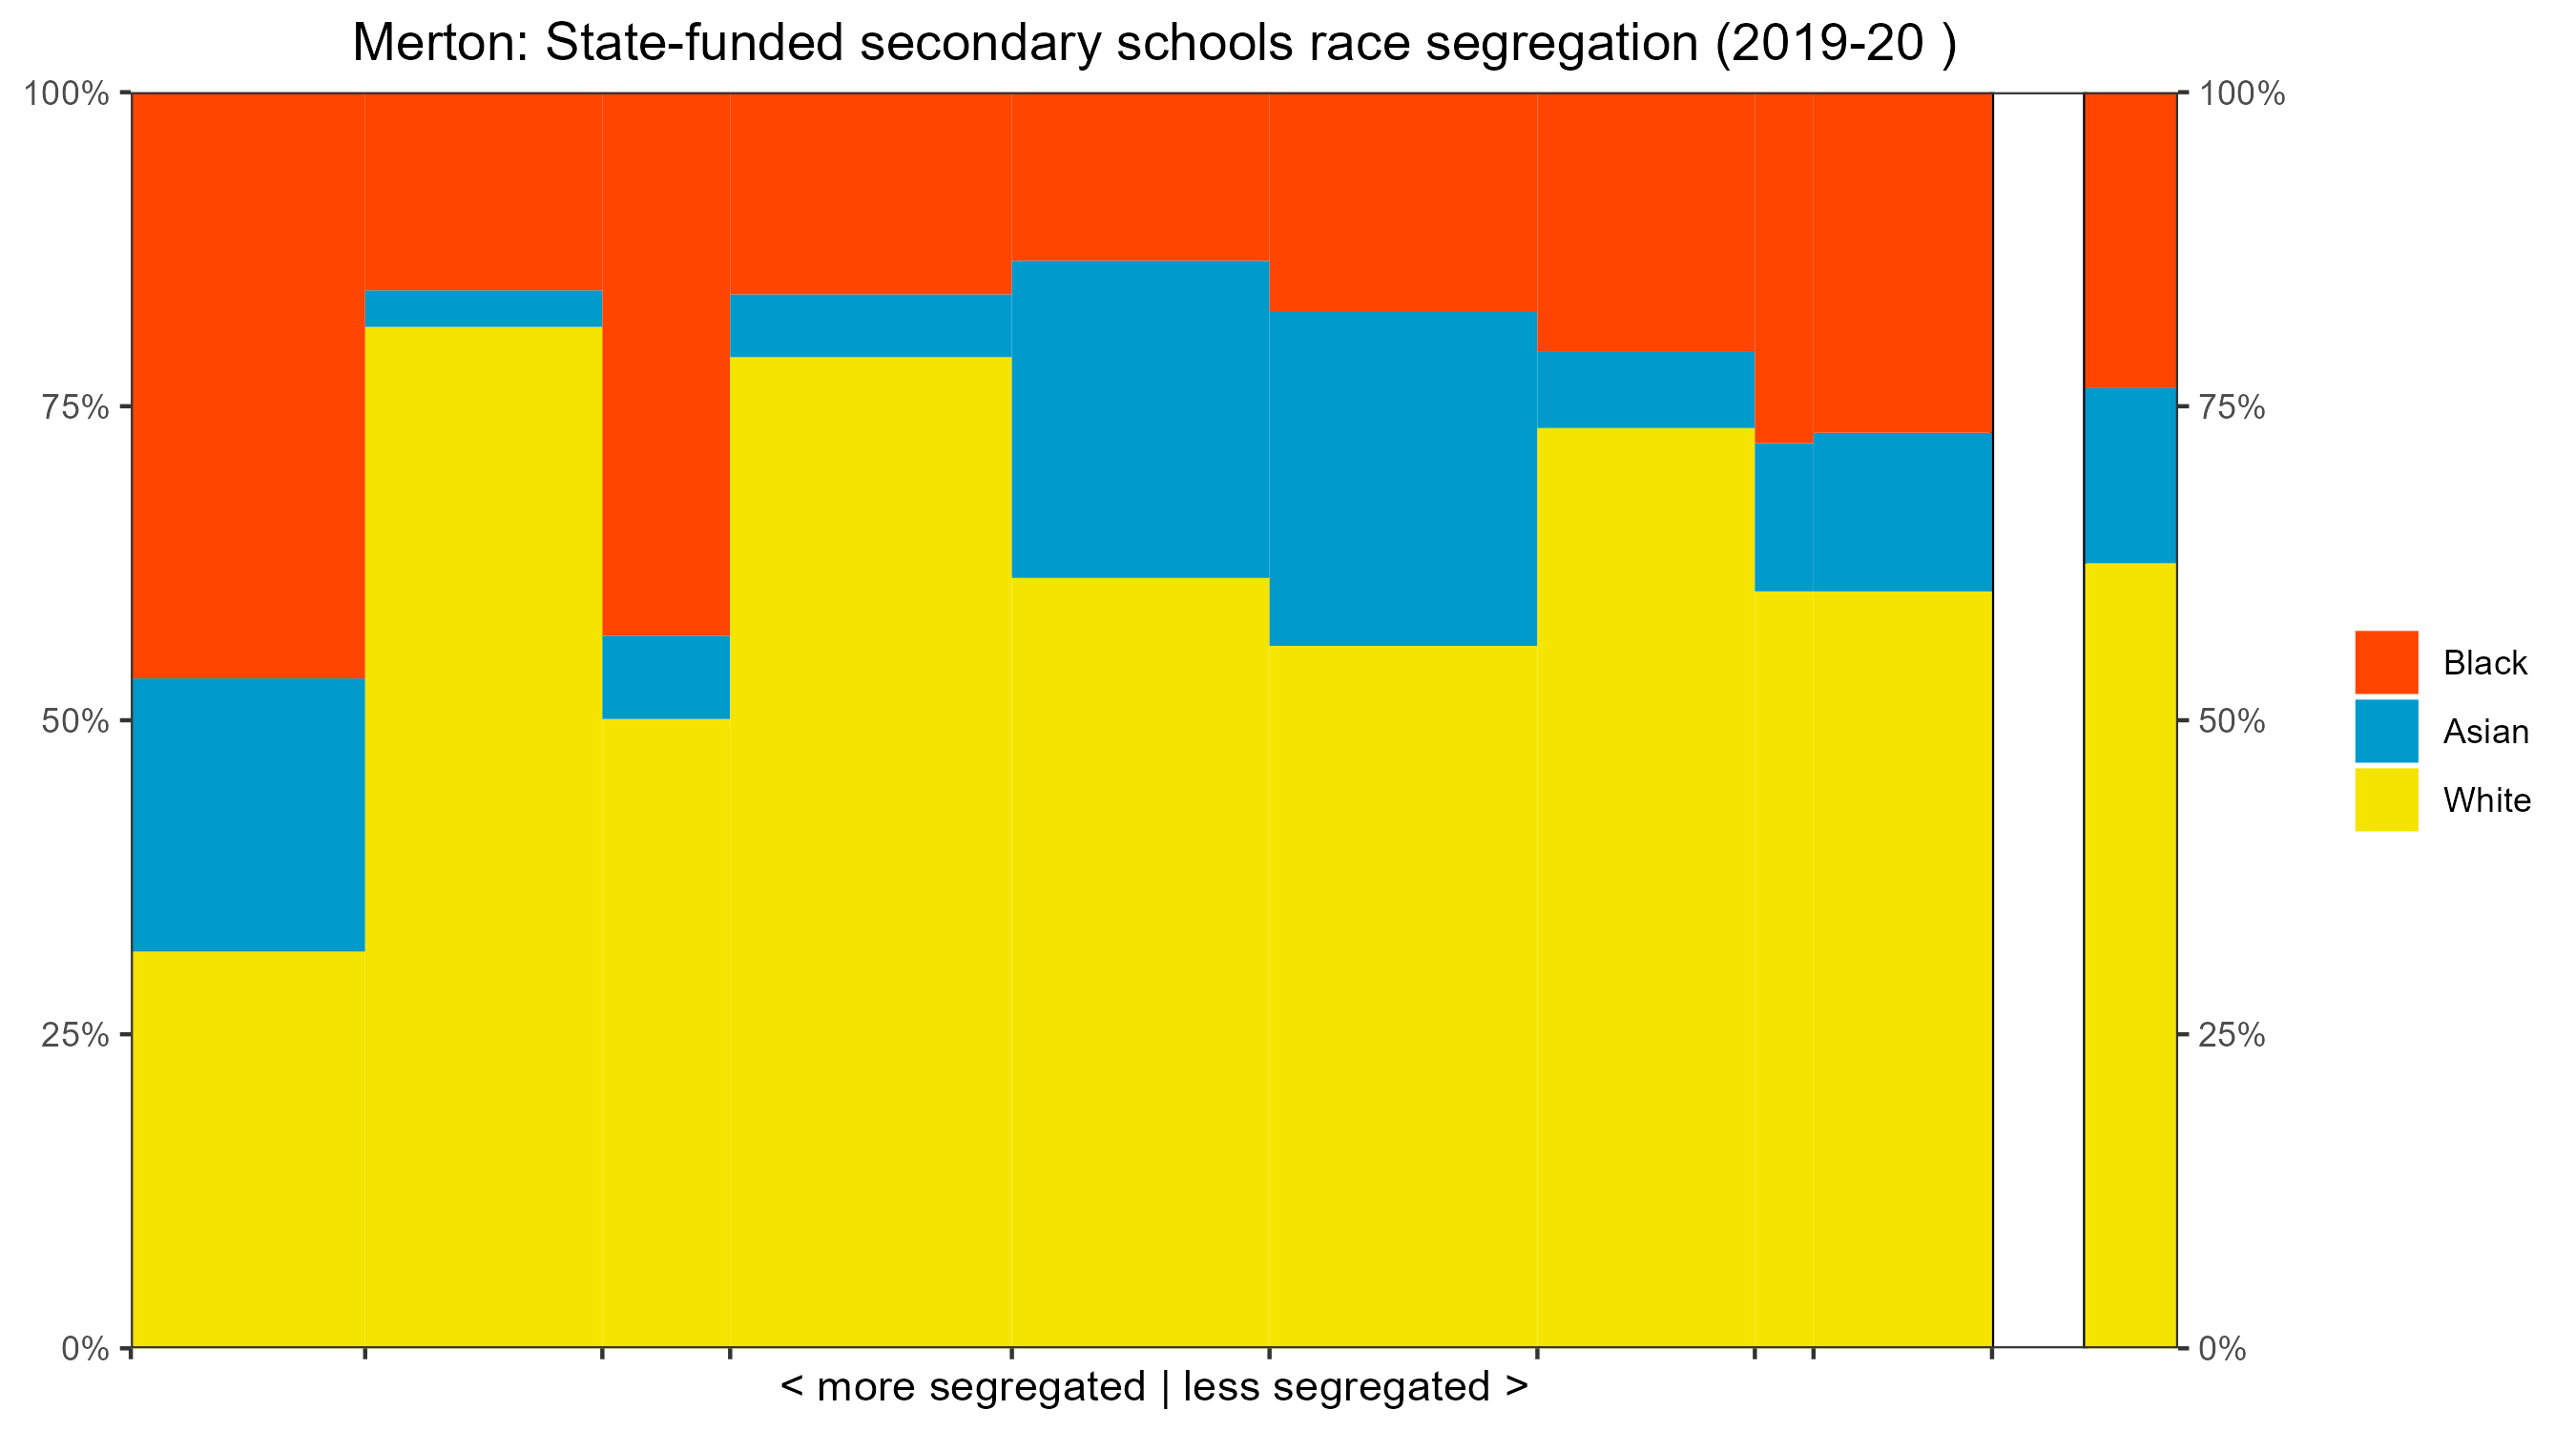 Merton: State-funded secondary schools race segregation (2019-20 )
100%
75%
50%
25%
0%
100%
75%
50%
25%
0%
< more segregated | less segregated >
Black
Asian
White